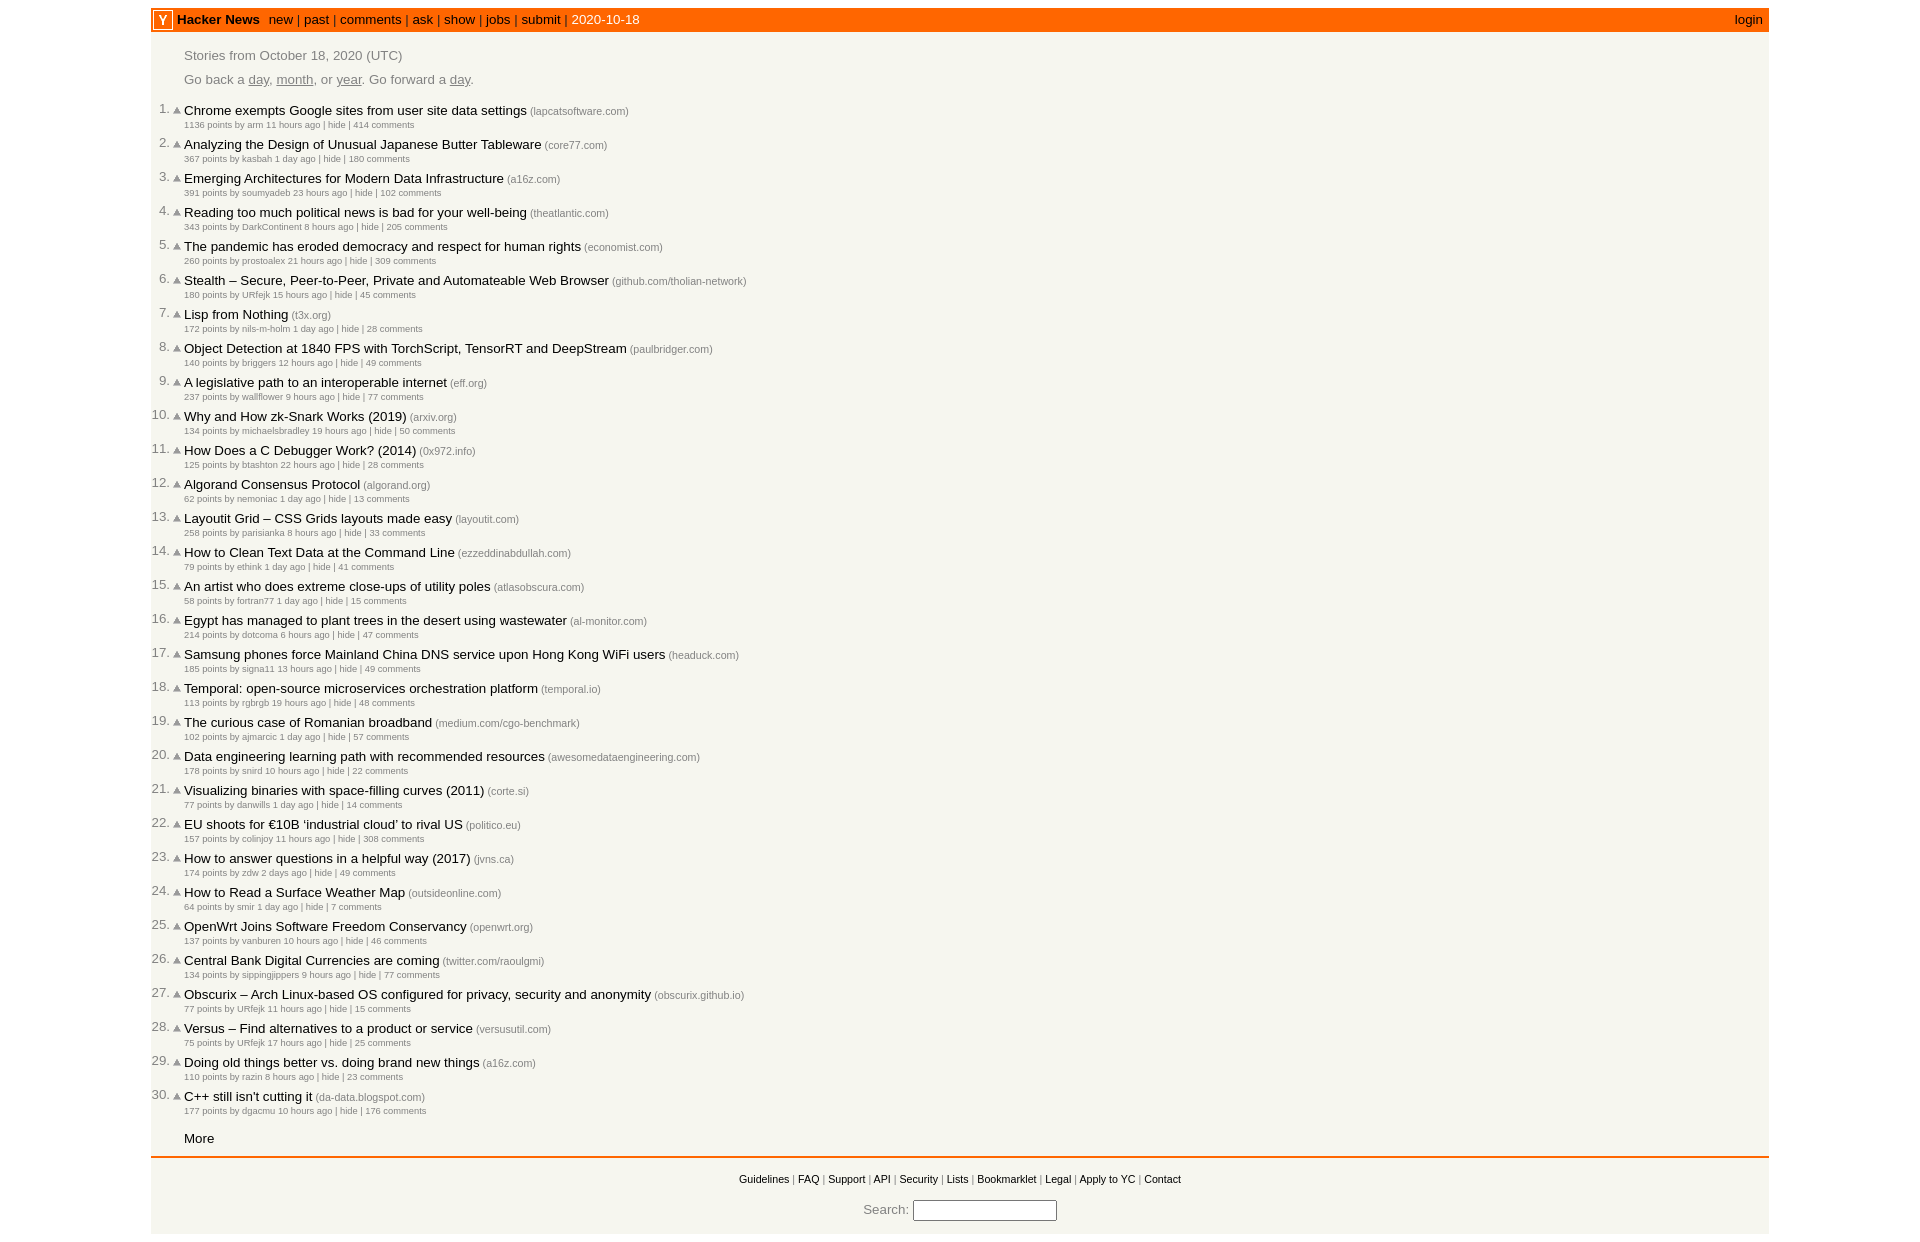 Y Hacker News new | past | comments | ask | show | jobs | submit | 2020-10-18 login
Stories from October 18, 2020 (UTC)
Go back a day, month, or year. Go forward a day.
1. Chrome exempts Google sites from user site data settings (lapcatsoftware.com)
1136 points by arm 11 hours ago | hide | 414 comments
2. Analyzing the Design of Unusual Japanese Butter Tableware (core77.com)
367 points by kasbah 1 day ago | hide | 180 comments
3. Emerging Architectures for Modern Data Infrastructure (a16z.com)
391 points by soumyadeb 23 hours ago | hide | 102 comments
4. Reading too much political news is bad for your well-being (theatlantic.com)
343 points by DarkContinent 8 hours ago | hide | 205 comments
5. The pandemic has eroded democracy and respect for human rights (economist.com)
260 points by prostoalex 21 hours ago | hide | 309 comments
6. Stealth – Secure, Peer-to-Peer, Private and Automateable Web Browser (github.com/tholian-network)
180 points by URfejk 15 hours ago | hide | 45 comments
7. Lisp from Nothing (t3x.org)
172 points by nils-m-holm 1 day ago | hide | 28 comments
8. Object Detection at 1840 FPS with TorchScript, TensorRT and DeepStream (paulbridger.com)
140 points by briggers 12 hours ago | hide | 49 comments
9. A legislative path to an interoperable internet (eff.org)
237 points by wallflower 9 hours ago | hide | 77 comments
10. Why and How zk-Snark Works (2019) (arxiv.org)
134 points by michaelsbradley 19 hours ago | hide | 50 comments
11. How Does a C Debugger Work? (2014) (0x972.info)
125 points by btashton 22 hours ago | hide | 28 comments
12. Algorand Consensus Protocol (algorand.org)
62 points by nemoniac 1 day ago | hide | 13 comments
13. Layoutit Grid – CSS Grids layouts made easy (layoutit.com)
258 points by parisianka 8 hours ago | hide | 33 comments
14. How to Clean Text Data at the Command Line (ezzeddinabdullah.com)
79 points by ethink 1 day ago | hide | 41 comments
15. An artist who does extreme close-ups of utility poles (atlasobscura.com)
58 points by fortran77 1 day ago | hide | 15 comments
16. Egypt has managed to plant trees in the desert using wastewater (al-monitor.com)
214 points by dotcoma 6 hours ago | hide | 47 comments
17. Samsung phones force Mainland China DNS service upon Hong Kong WiFi users (headuck.com)
185 points by signa11 13 hours ago | hide | 49 comments
18. Temporal: open-source microservices orchestration platform (temporal.io)
113 points by rgbrgb 19 hours ago | hide | 48 comments
19. The curious case of Romanian broadband (medium.com/cgo-benchmark)
102 points by ajmarcic 1 day ago | hide | 57 comments
20. Data engineering learning path with recommended resources (awesomedataengineering.com)
178 points by snird 10 hours ago | hide | 22 comments
21. Visualizing binaries with space-filling curves (2011) (corte.si)
77 points by danwills 1 day ago | hide | 14 comments
22. EU shoots for €10B ‘industrial cloud’ to rival US (politico.eu)
157 points by colinjoy 11 hours ago | hide | 308 comments
23. How to answer questions in a helpful way (2017) (jvns.ca)
174 points by zdw 2 days ago | hide | 49 comments
24. How to Read a Surface Weather Map (outsideonline.com)
64 points by smir 1 day ago | hide | 7 comments
25. OpenWrt Joins Software Freedom Conservancy (openwrt.org)
137 points by vanburen 10 hours ago | hide | 46 comments
26. Central Bank Digital Currencies are coming (twitter.com/raoulgmi)
134 points by sippingjippers 9 hours ago | hide | 77 comments
27. Obscurix – Arch Linux-based OS configured for privacy, security and anonymity (obscurix.github.io)
77 points by URfejk 11 hours ago | hide | 15 comments
28. Versus – Find alternatives to a product or service (versusutil.com)
75 points by URfejk 17 hours ago | hide | 25 comments
29. Doing old things better vs. doing brand new things (a16z.com)
110 points by razin 8 hours ago | hide | 23 comments
30. C++ still isn't cutting it (da-data.blogspot.com)
177 points by dgacmu 10 hours ago | hide | 176 comments
More
Guidelines | FAQ | Support | API | Security | Lists | Bookmarklet | Legal | Apply to YC | Contact
Search: